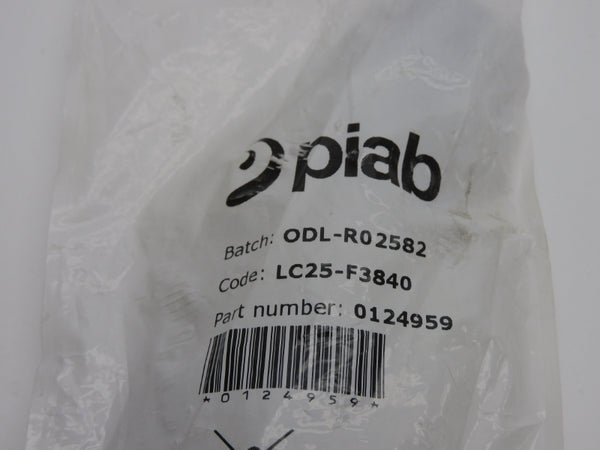 piab
Batch: ODL-R02582
Code: LC25-F3840
Part number: 0124959
*0124959*